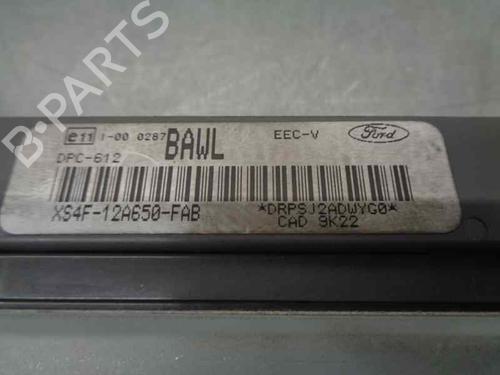 B-PARTS
e11 1-00 0287 BAWL EEC-V Ford
DPC-612
XS4F-12A650-FAB *DRPSJ2ADWYG0*
CAD 9K22